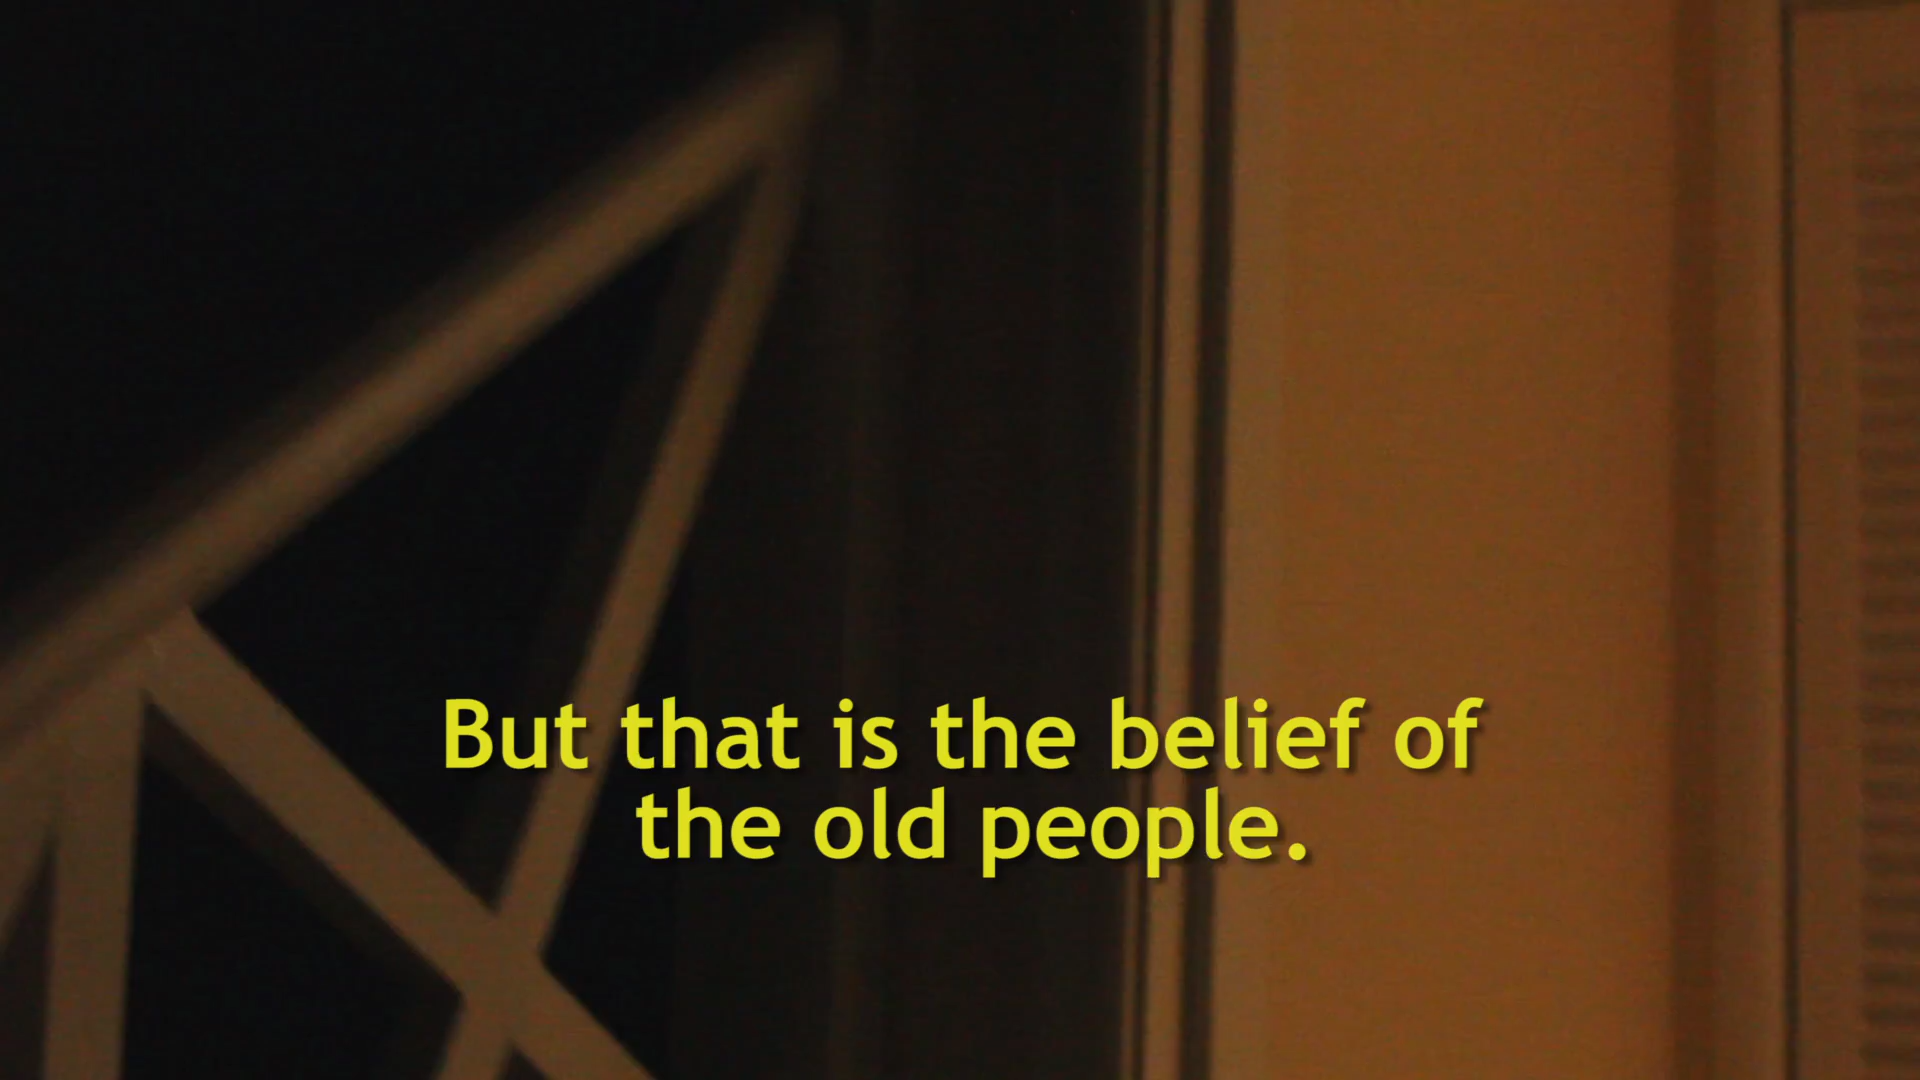 But that is the belief of
the old people.